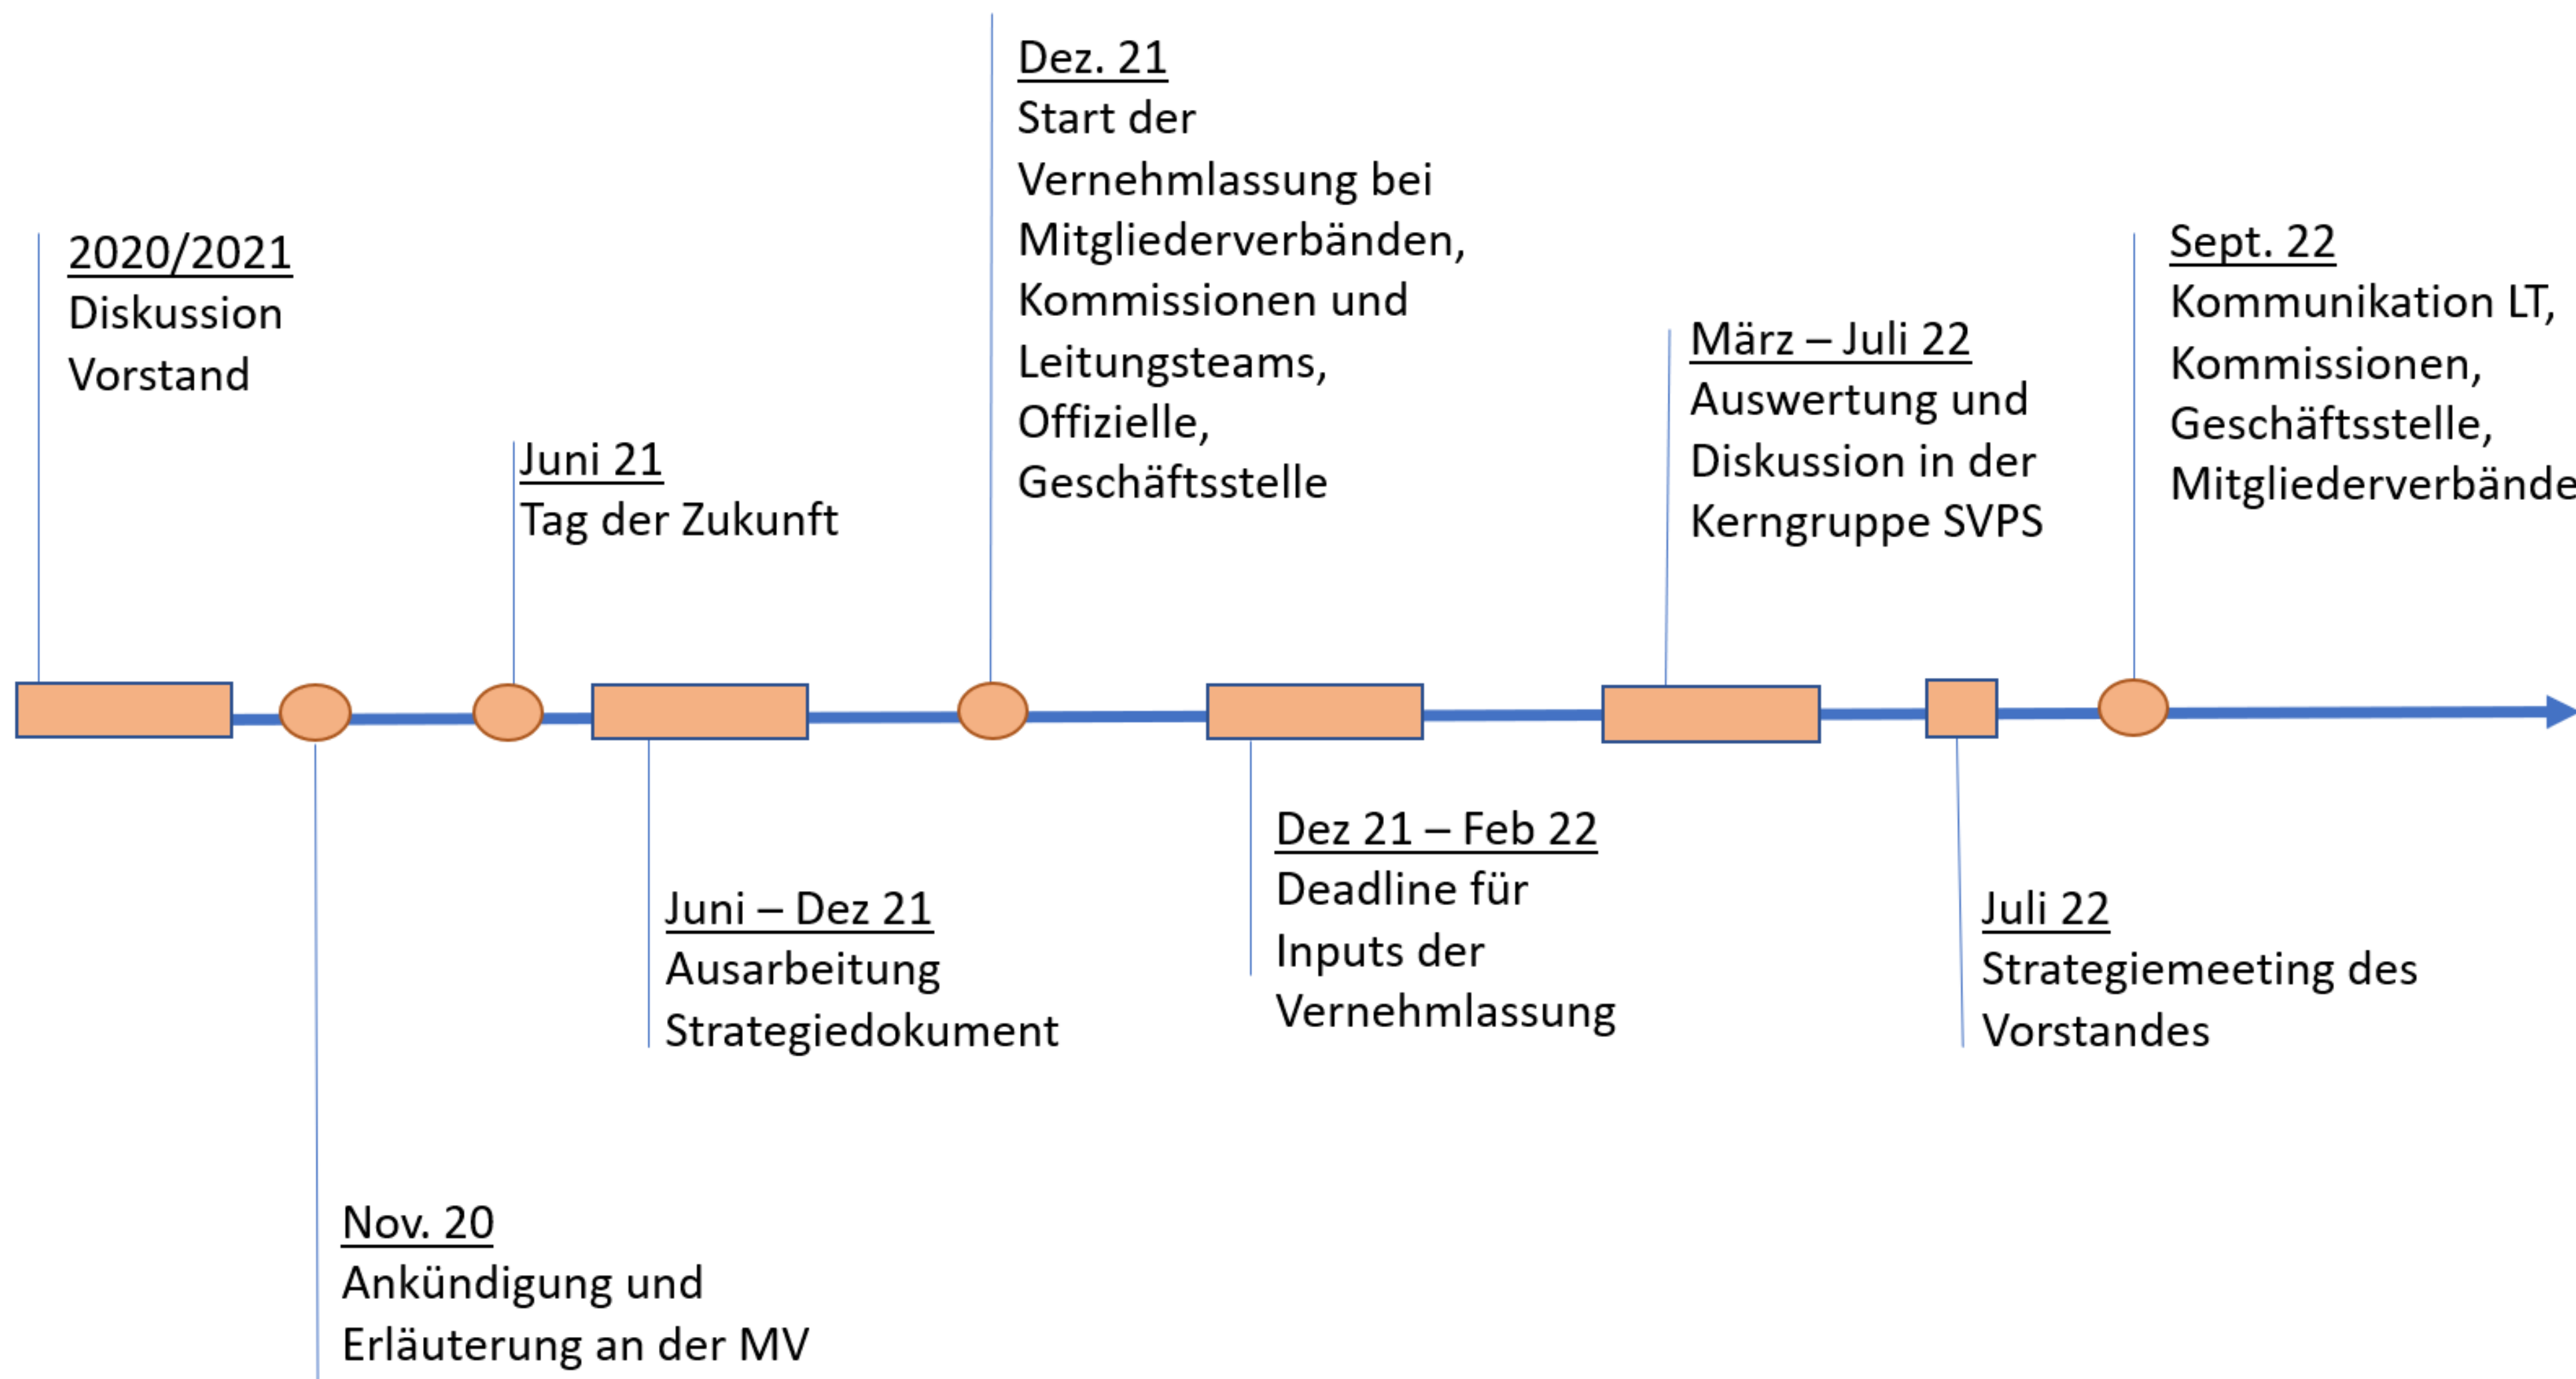 2020/2021
Diskussion
Vorstand
Nov. 20
Ankündigung und
Erläuterung an der MV
Juni 21
Tag der Zukunft
Juni – Dez 21
Ausarbeitung
Strategiedokument
Dez. 21
Start der
Vernehmlassung bei
Mitgliederverbänden,
Kommissionen und
Leitungsteams,
Offizielle,
Geschäftsstelle
Dez 21 – Feb 22
Deadline für
Inputs der
Vernehmlassung
März – Juli 22
Auswertung und
Diskussion in der
Kerngruppe SVPS
Juli 22
Strategiemeeting des
Vorstandes
Sept. 22
Kommunikation LT,
Kommissionen,
Geschäftsstelle,
Mitgliederverbände